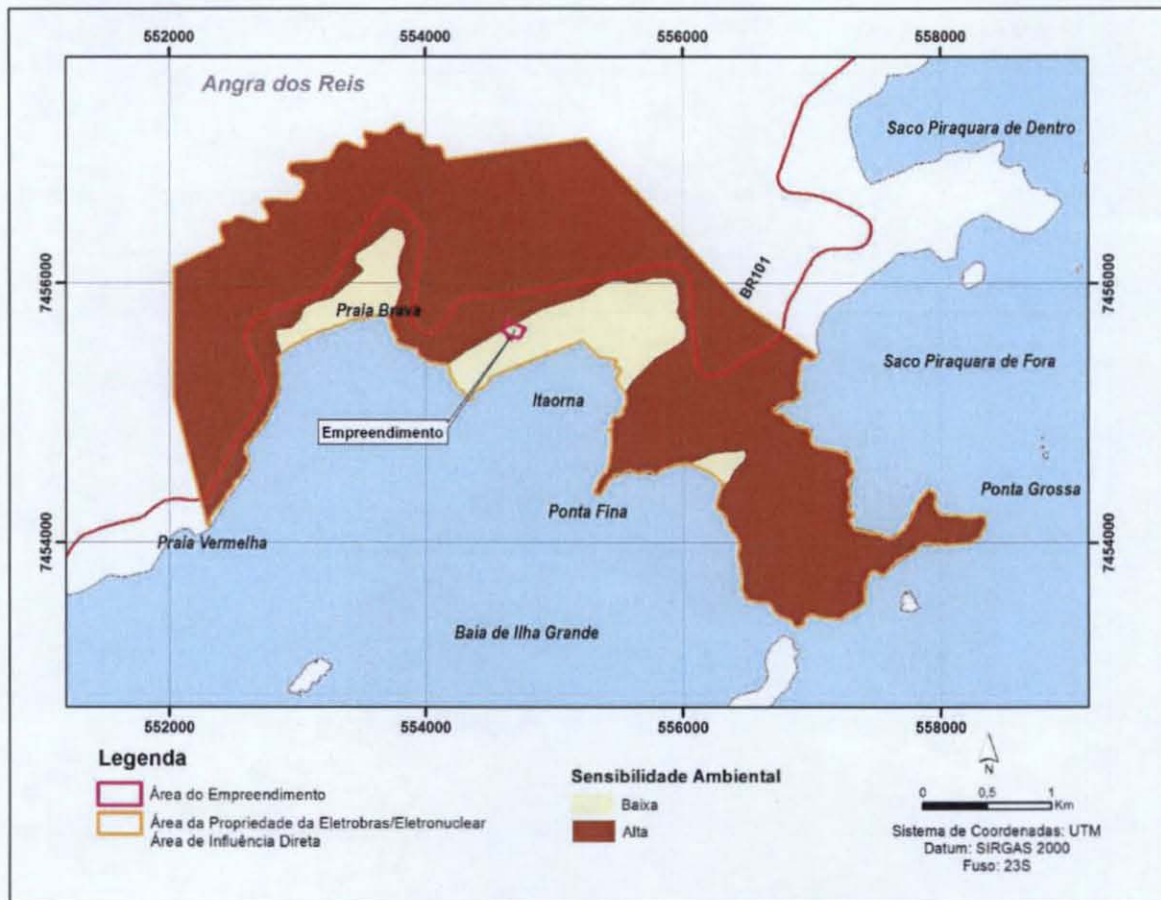 552000
554000
556000
558000
Angra dos Reis
Saco Piraquara de Dentro
7456000
7456000
BR101
Praia Brava
Saco Piraquara de Fora
Itaorna
Empreendimento
Ponta Grossa
Ponta Fina
7454000
7454000
Praia Vermelha
Baia de Ilha Grande
552000
554000
556000
558000
Legenda
Área do Empreendimento
Área da Propriedade da Eletrobras/Eletronuclear
Área de Influência Direta
Sensibilidade Ambiental
Baixa
Alta
N
0 0,5 1
Km
Sistema de Coordenadas: UTM
Datum: SIRGAS 2000
Fuso: 23S